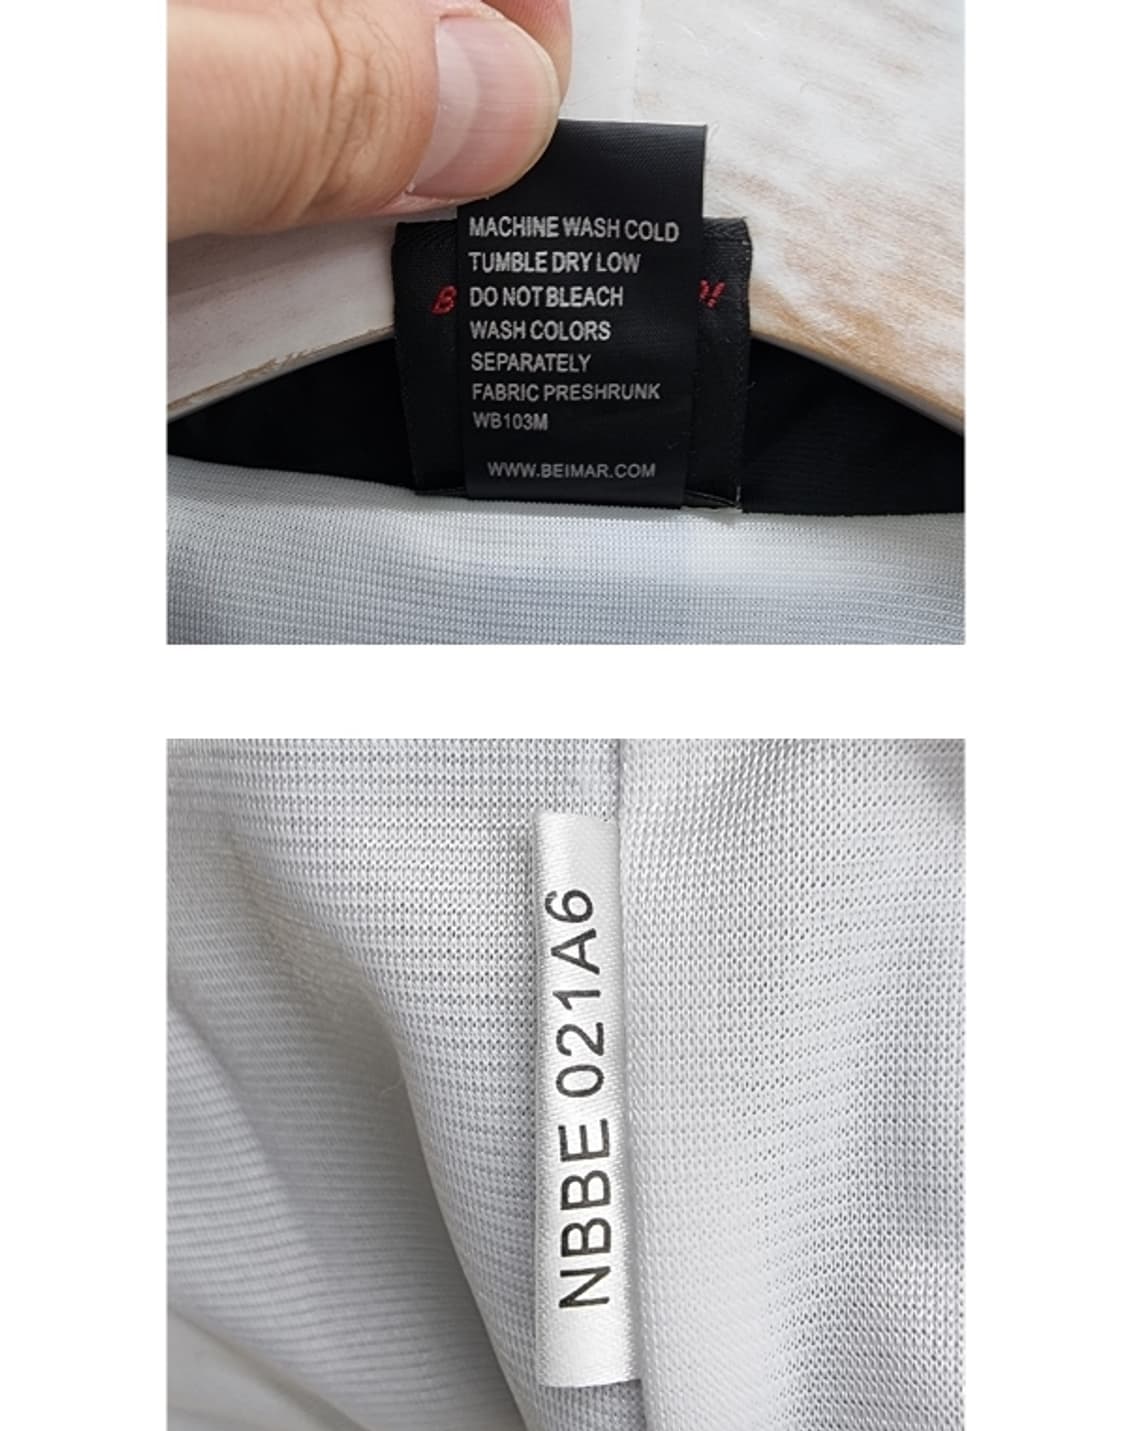 MACHINE WASH COLD
TUMBLE DRY LOW
DO NOT BLEACH
WASH COLORS
SEPARATELY
FABRIC PRESHRUNK
WB103M
WWW.BEIMAR.COM
NBBE 021A6